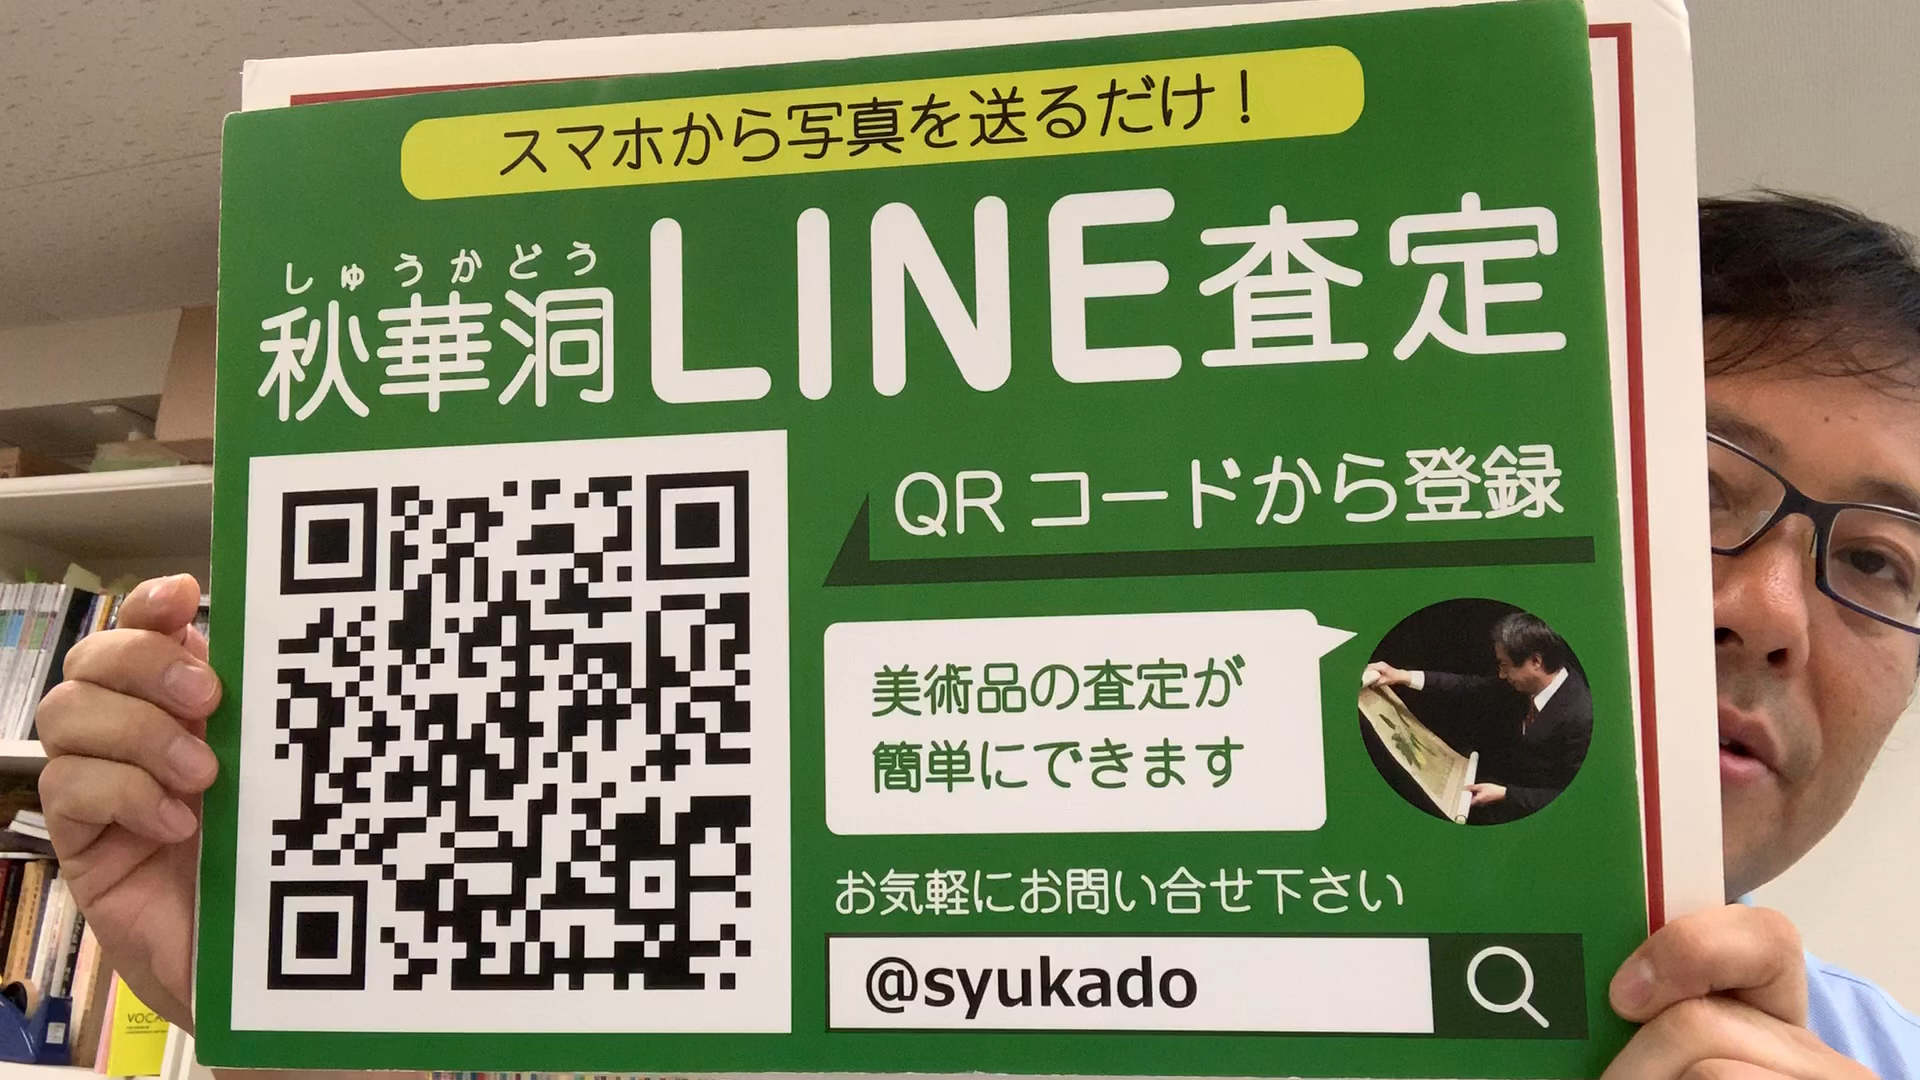 スマホから写真を送るだけ！
しゅうかどう
秋華洞LINE査定
QRコードから登録
美術品の査定が
簡単にできます
お気軽にお問い合せ下さい
@syukado
VOCA